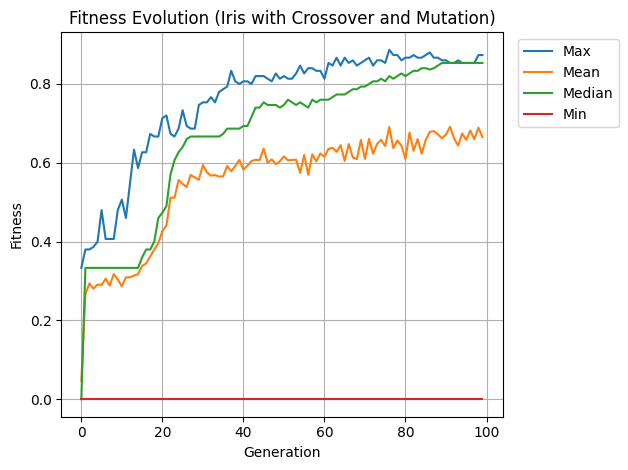 Fitness Evolution (Iris with Crossover and Mutation)
Max
Mean
Median
Min
0.8
0.6
0.4
0.2
0.0
Fitness
0 20 40 60 80 100
Generation